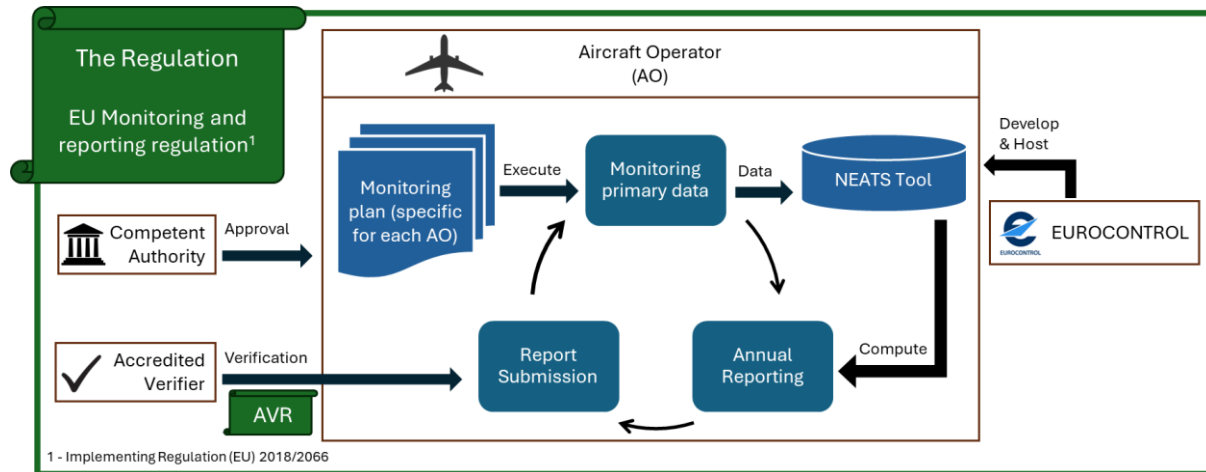 The Regulation
EU Monitoring and
reporting regulation¹
Aircraft Operator
(AO)
Monitoring
plan (specific
for each AO)
Execute
Monitoring
primary data
Data
NEATS Tool
Develop
& Host
EUROCONTROL
EUROCONTROL
Competent
Authority
Approval
Accredited
Verifier
Verification
AVR
Report
Submission
Annual
Reporting
Compute
1 - Implementing Regulation (EU) 2018/2066